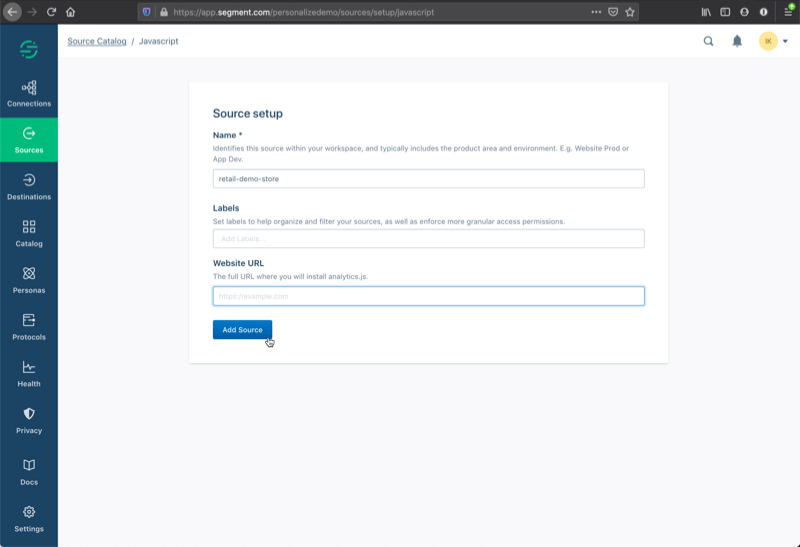 https://app.segment.com/personalizedemo/sources/setup/javascript
Source Catalog / Javascript
IK
Connections
Sources
Destinations
Catalog
Personas
Protocols
Health
Privacy
Docs
Settings
Source setup
Name *
Identifies this source within your workspace, and typically includes the product area and environment. E.g. Website Prod or
App Dev.
retail-demo-store
Labels
Set labels to help organize and filter your sources, as well as enforce more granular access permissions.
Add Labels...
Website URL
The full URL where you will install analytics.js.
https://example.com
Add Source